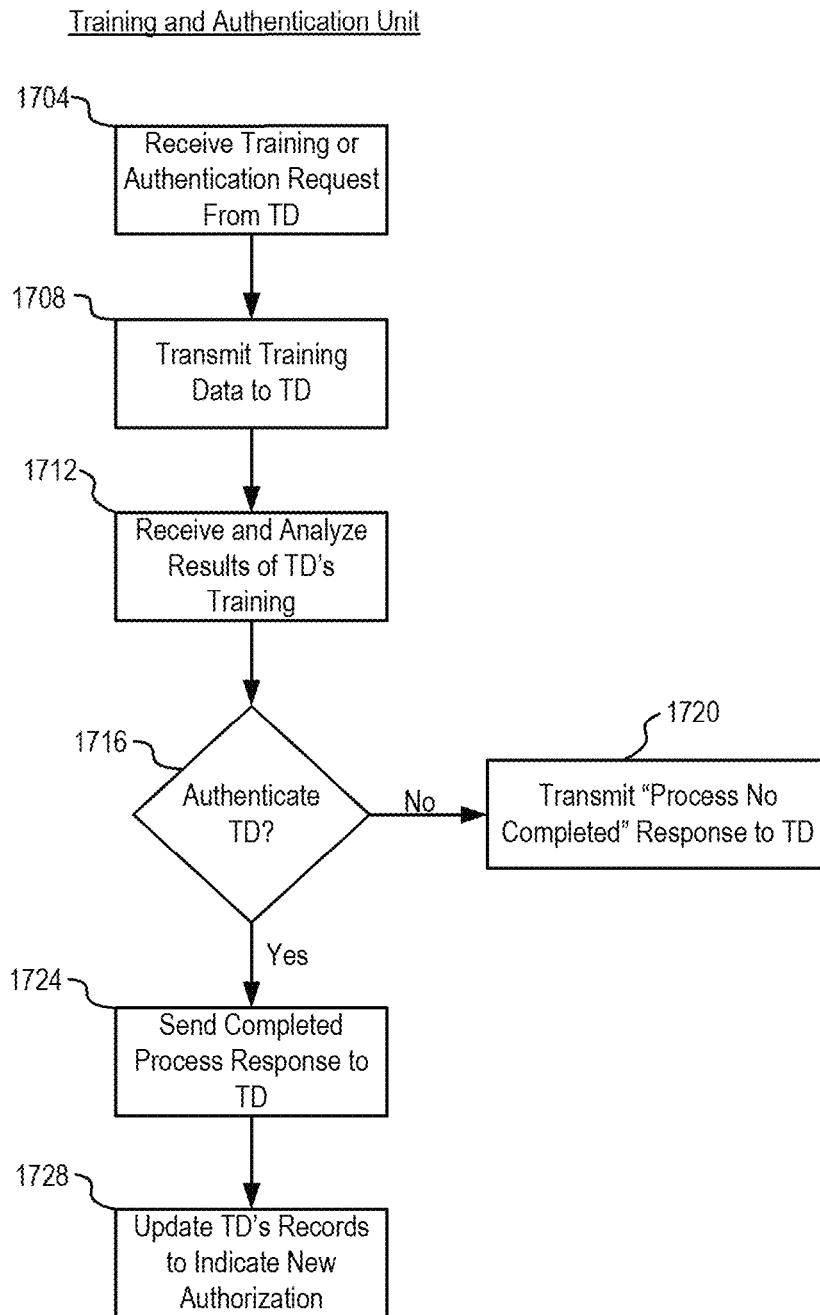 Training and Authentication Unit
1704
Receive Training or
Authentication Request
From TD
1708
Transmit Training
Data to TD
1712
Receive and Analyze
Results of TD's
Training
1716
Authenticate
TD?
No
1720
Transmit “Process No
Completed” Response to TD
Yes
1724
Send Completed
Process Response to
TD
1728
Update TD's Records
to Indicate New
Authorization